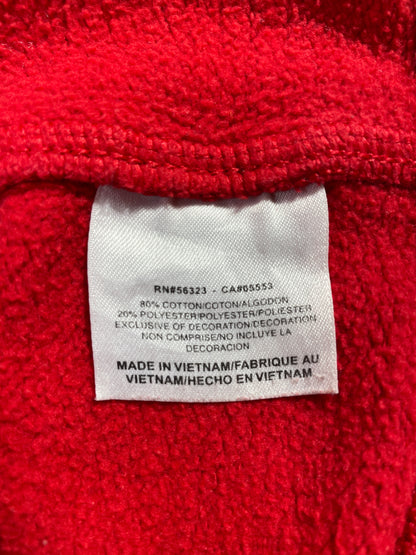 RN#56323 - CA#05553
80% COTTON/COTON/ALGODON
20% POLYESTER/POLYESTER/POLIESTER
EXCLUSIVE OF DECORATION/DECORATION
NON COMPRISE/NO INCLUYE LA
DECORACION
MADE IN VIETNAM/FABRIQUE AU
VIETNAM/HECHO EN VIETNAM